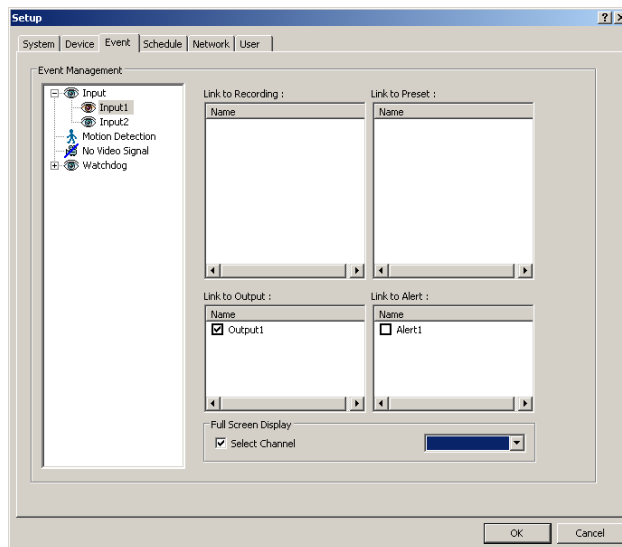 Setup
System Device Event Schedule Network User
Event Management
Input
Input1
Input2
Motion Detection
No Video Signal
Watchdog
Link to Recording :
Name
Link to Preset :
Name
Link to Output :
Name
Output1
Link to Alert :
Name
Alert1
Full Screen Display
Select Channel
OK Cancel